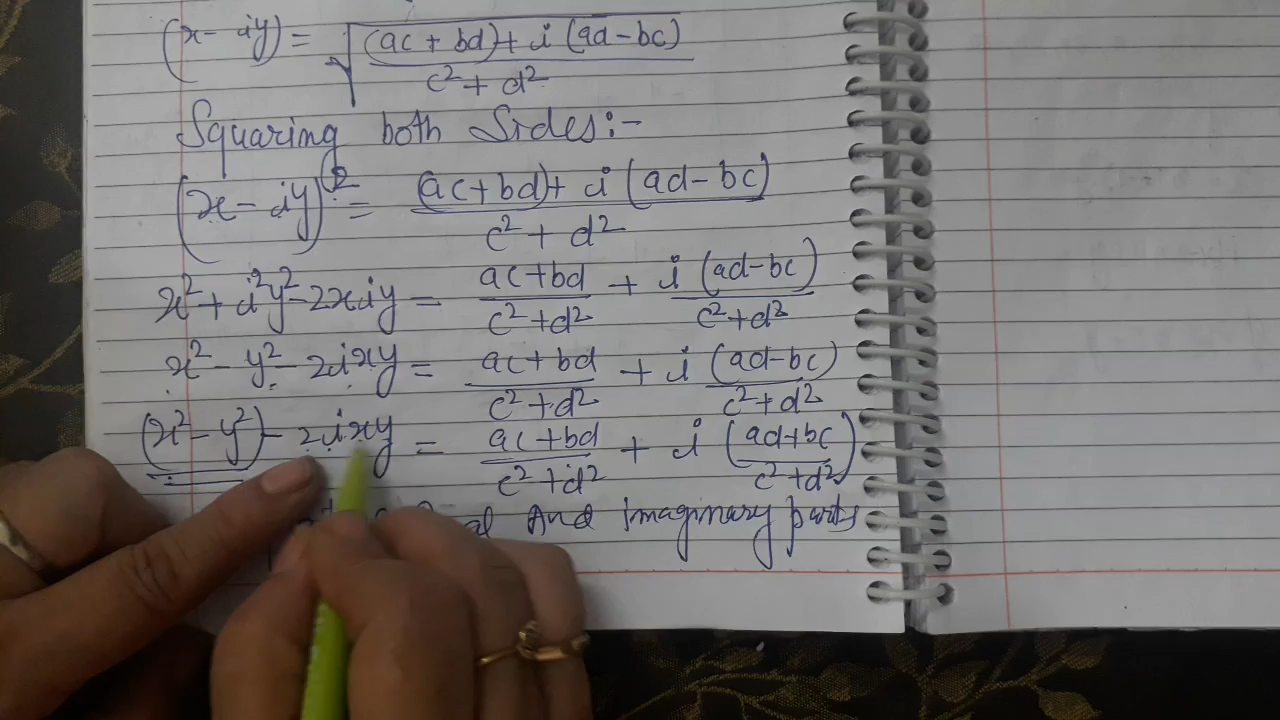 (x - iy) = √((ac + bd) + i (ad - bc) / c² + d²)
Squaring both Sides:-
(x - iy)² = (ac + bd) + i (ad - bc) / c² + d²
x² + i²y² - 2xiy = ac + bd / c² + d² + i (ad - bc) / c² + d²
x² - y² - 2ixy = ac + bd / c² + d² + i (ad - bc) / c² + d²
(x² - y²) - 2ixy = ac + bd / c² + d² + i (ad + bc / c² + d²)
And imaginary parts